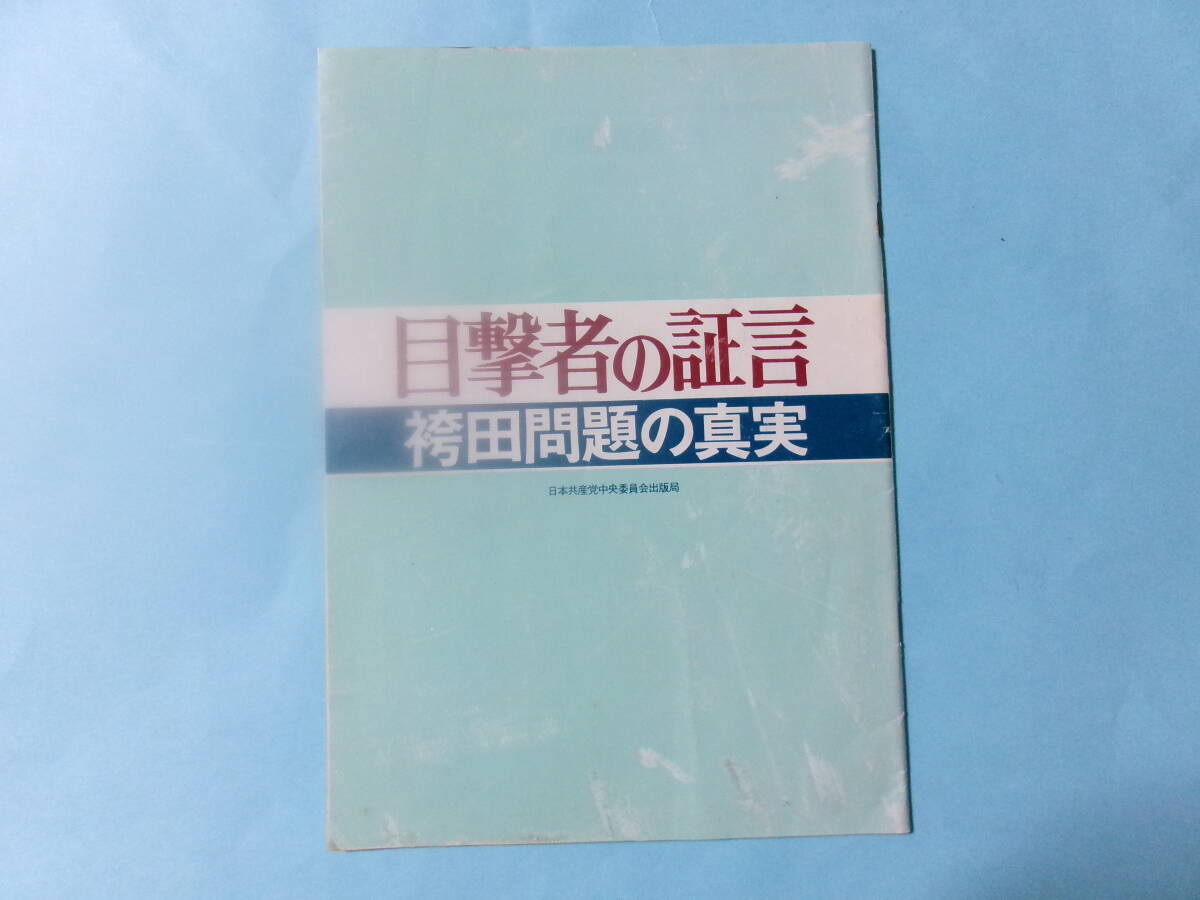 目撃者の証言
袴田問題の真実
日本共産党中央委員会出版局